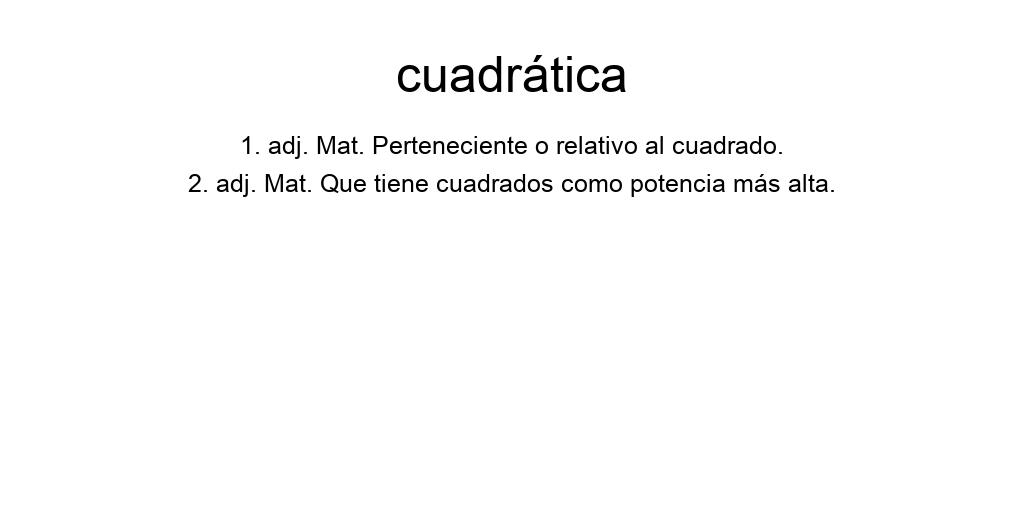 cuadrática
1. adj. Mat. Perteneciente o relativo al cuadrado.
2. adj. Mat. Que tiene cuadrados como potencia más alta.